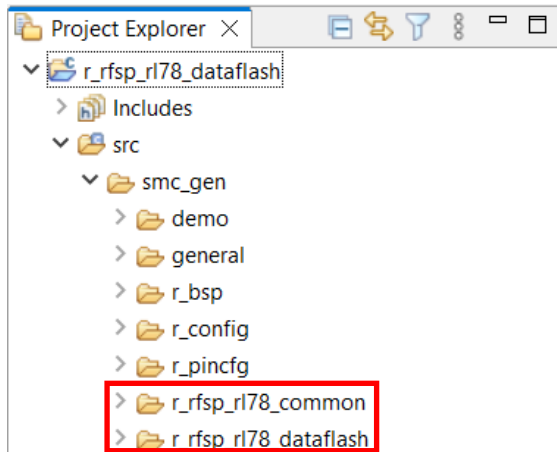 Project Explorer
r_rfsp_rl78_dataflash
Includes
src
smc_gen
demo
general
r_bsp
r_config
r_pincfg
r_rfsp_rl78_common
r_rfsp_rl78_dataflash